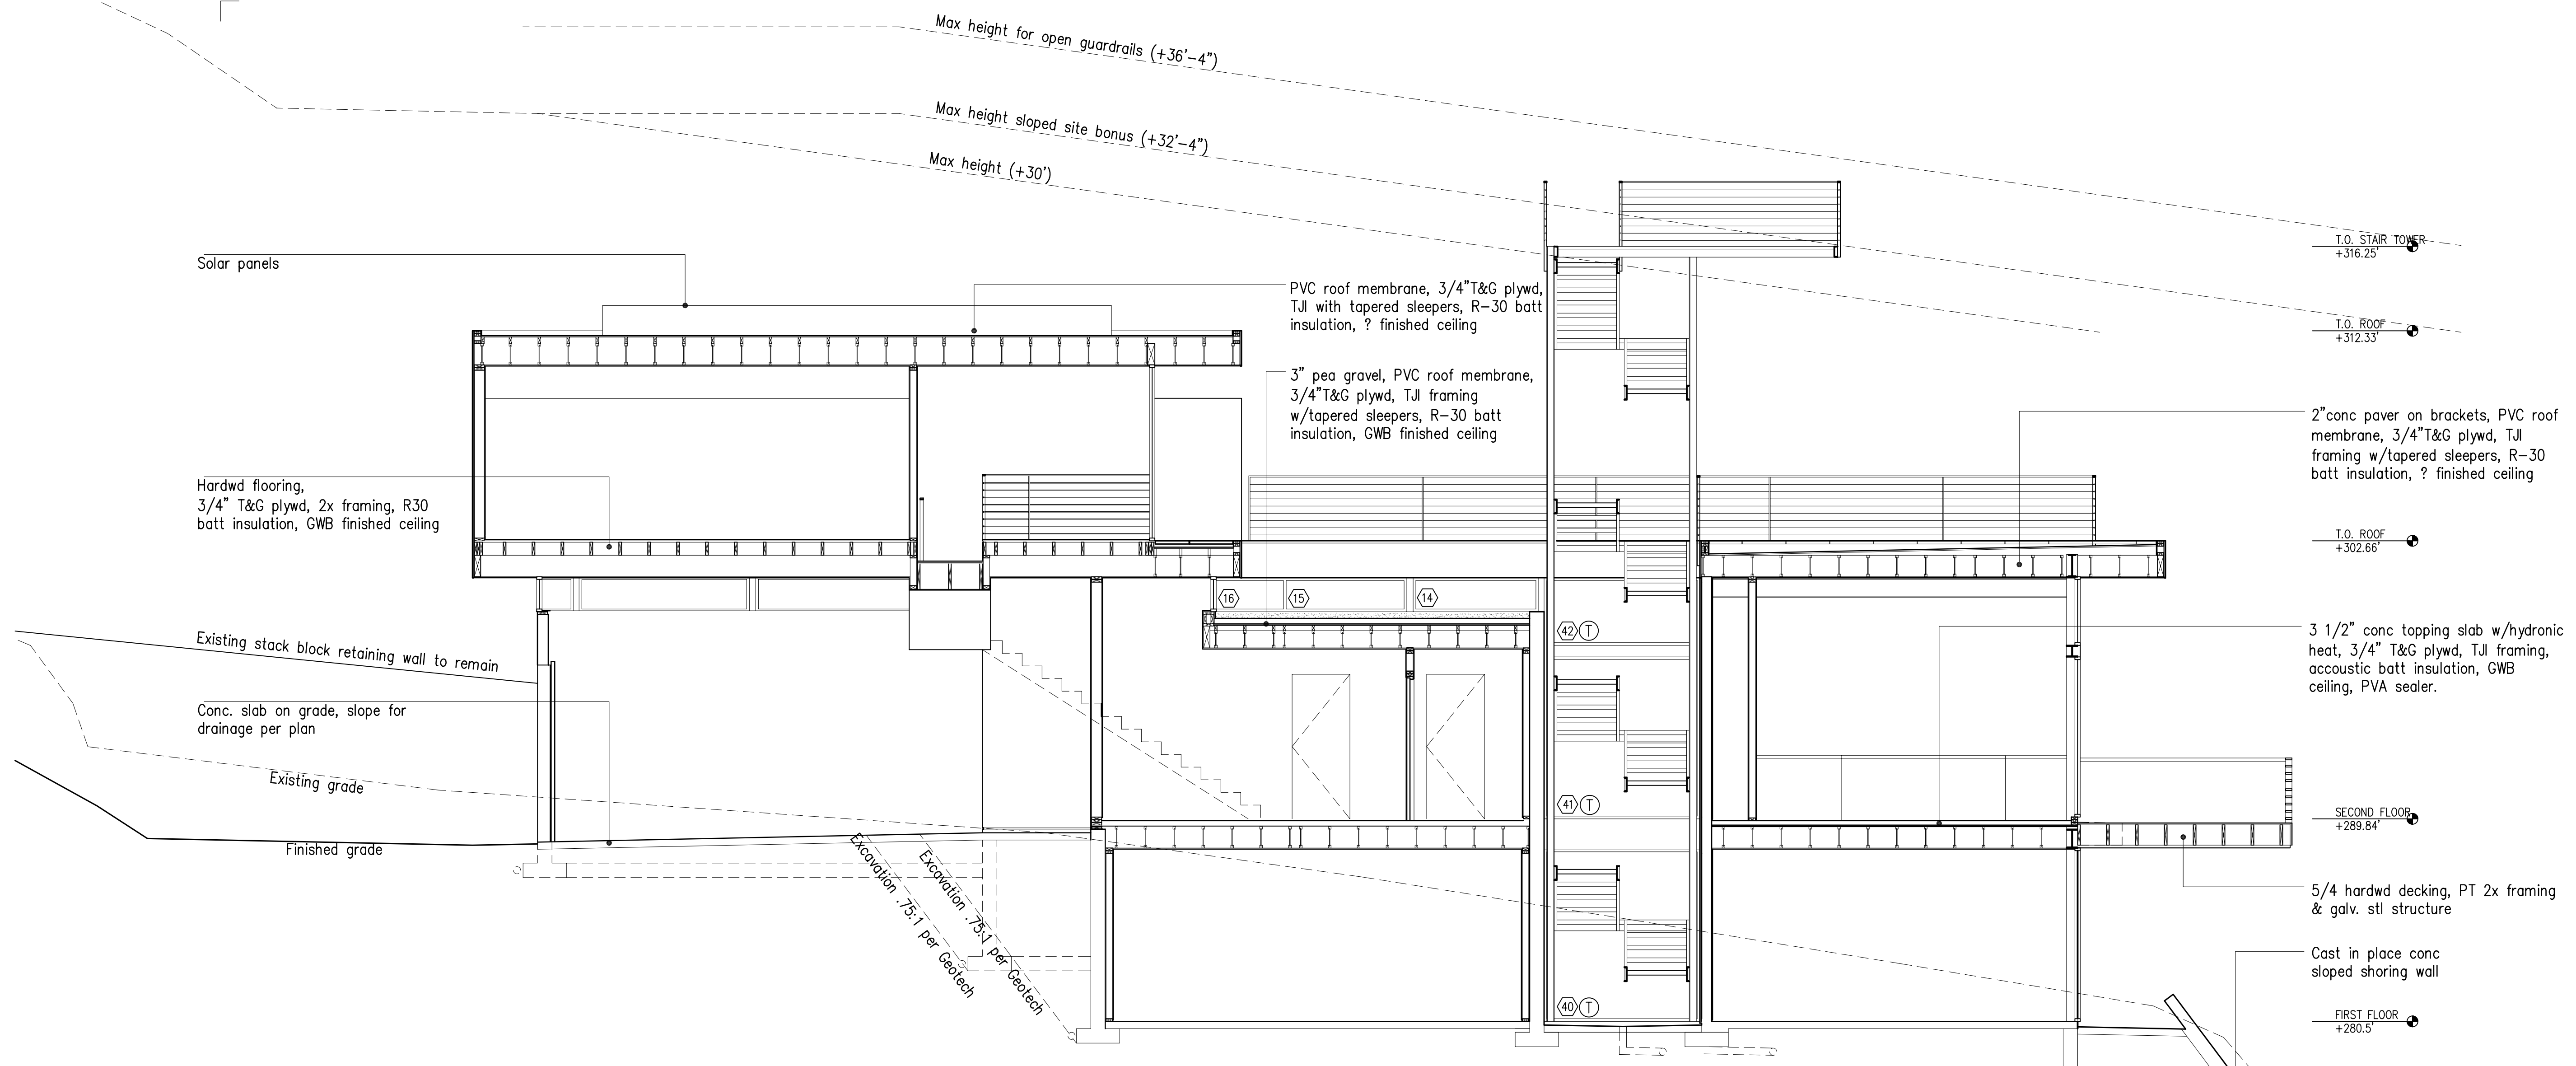 Max height for open guardrails (+36'-4")
Max height sloped site bonus (+32'-4")
Max height (+30')
T.O. STAIR TOWER
+316.25'
Solar panels
PVC roof membrane, 3/4"T&G plywd,
TJI with tapered sleepers, R-30 batt
insulation, ? finished ceiling
T.O. ROOF
+312.33'
3" pea gravel, PVC roof membrane,
3/4"T&G plywd, TJI framing
w/tapered sleepers, R-30 batt
insulation, GWB finished ceiling
2"conc paver on brackets, PVC roof
membrane, 3/4"T&G plywd, TJI
framing w/tapered sleepers, R-30
batt insulation, ? finished ceiling
Hardwd flooring,
3/4" T&G plywd, 2x framing, R30
batt insulation, GWB finished ceiling
T.O. ROOF
+302.66'
16
15
14
42 T
3 1/2" conc topping slab w/hydronic
heat, 3/4" T&G plywd, TJI framing,
accoustic batt insulation, GWB
ceiling, PVA sealer.
Existing stack block retaining wall to remain
Conc. slab on grade, slope for
drainage per plan
Existing grade
41 T
SECOND FLOOR
+289.84'
Finished grade
Excavation .75:1 per Geotech
Excavation .75:1 per Geotech
5/4 hardwd decking, PT 2x framing
& galv. stl structure
Cast in place conc
sloped shoring wall
40 T
FIRST FLOOR
+280.5'